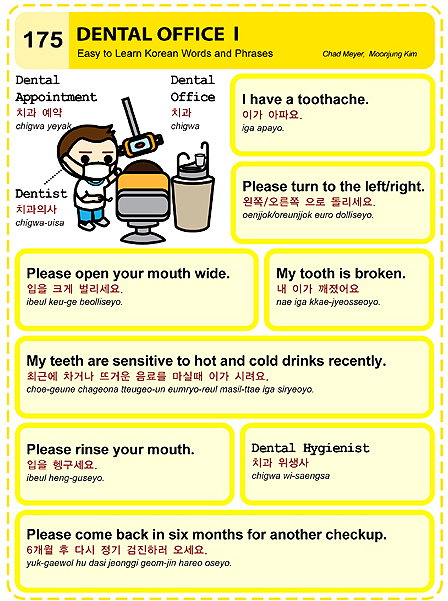 175
DENTAL OFFICE I
Easy to Learn Korean Words and Phrases
Chad Meyer, Moonjung Kim
Dental
Appointment
치과 예약
chigwa yeyak
Dental
Office
치과
chigwa
Dentist
치과의사
chigwa-uisa
I have a toothache.
이가 아파요.
iga apayo.
Please turn to the left/right.
왼쪽/오른쪽 으로 돌리세요.
oenjjok/oreunjjok euro dolliseyo.
Please open your mouth wide.
입을 크게 벌리세요.
ibeul keu-ge beolliseyo.
My tooth is broken.
내 이가 깨졌어요
nae iga kkae-jyeosseoyo.
My teeth are sensitive to hot and cold drinks recently.
최근에 차거나 뜨거운 음료를 마실때 이가 시려요.
choe-geune chageona tteugeo-un eumryo-reul masil-ttae iga siryeoyo.
Please rinse your mouth.
입을 헹구세요.
ibeul heng-guseyo.
Dental Hygienist
치과 위생사
chigwa wi-saengsa
Please come back in six months for another checkup.
6개월 후 다시 정기 검진하러 오세요.
yuk-gaewol hu dasi jeonggi geom-jin hareo oseyo.